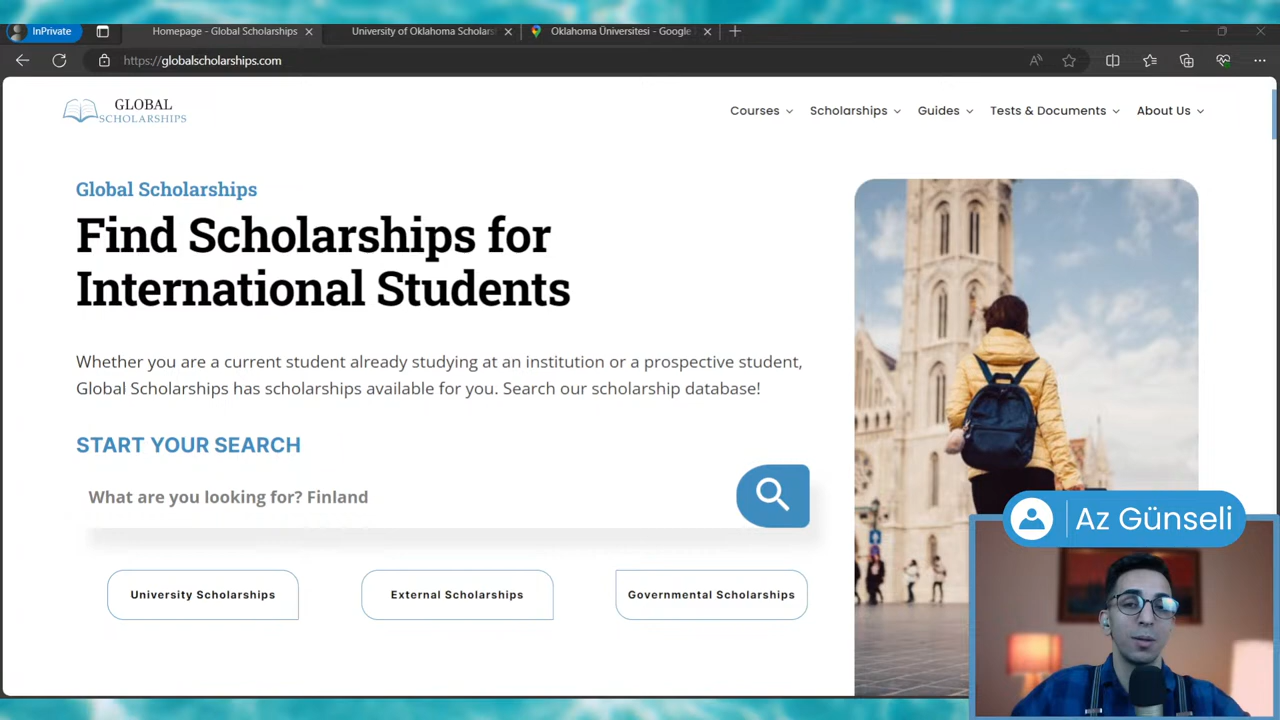 InPrivate
Homepage - Global Scholarships
University of Oklahoma Scholars
Oklahoma Üniversitesi - Google
https://globalscholarships.com
GLOBAL
SCHOLARSHIPS
Courses
Scholarships
Guides
Tests & Documents
About Us
Global Scholarships
Find Scholarships for
International Students
Whether you are a current student already studying at an institution or a prospective student,
Global Scholarships has scholarships available for you. Search our scholarship database!
START YOUR SEARCH
What are you looking for? Finland
University Scholarships
External Scholarships
Governmental Scholarships
Az Günseli